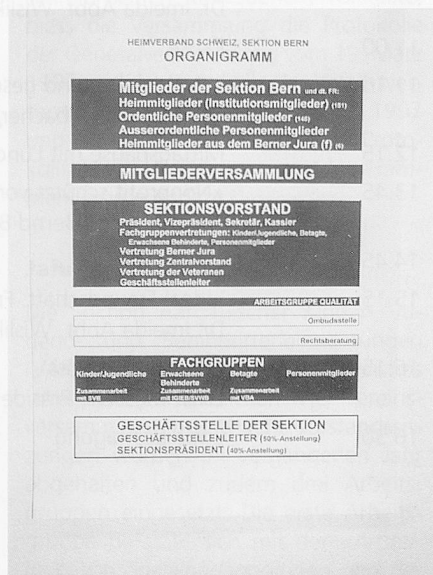 HEIMVERBAND SCHWEIZ, SEKTION BERN
ORGANIGRAMM
Mitglieder der Sektion Bern und dt. FR:
Heimmitglieder (Institutionsmitglieder) (191)
Ordentliche Personenmitglieder (148)
Ausserordentliche Personenmitglieder
Heimmitglieder aus dem Berner Jura (f) (6)
MITGLIEDERVERSAMMLUNG
SEKTIONSVORSTAND
Präsident, Vizepräsident, Sekretär, Kassier
Fachgruppenvertretungen: Kinder/Jugendliche, Betagte,
Erwachsene Behinderte, Personenmitglieder
Vertretung Berner Jura
Vertretung Zentralvorstand
Vertretung der Veteranen
Geschäftsstellenleiter
ARBEITSGRUPPE QUALITÄT
Ombudsstelle
Rechtsberatung
FACHGRUPPEN
Kinder/Jugendliche Erwachsene Behinderte Betagte Personenmitglieder
Zusammenarbeit mit SVE Zusammenarbeit mit IGIEB/SVWB Zusammenarbeit mit VBA
GESCHÄFTSSTELLE DER SEKTION
GESCHÄFTSSTELLENLEITER (50%-Anstellung)
SEKTIONSPRÄSIDENT (40%-Anstellung)